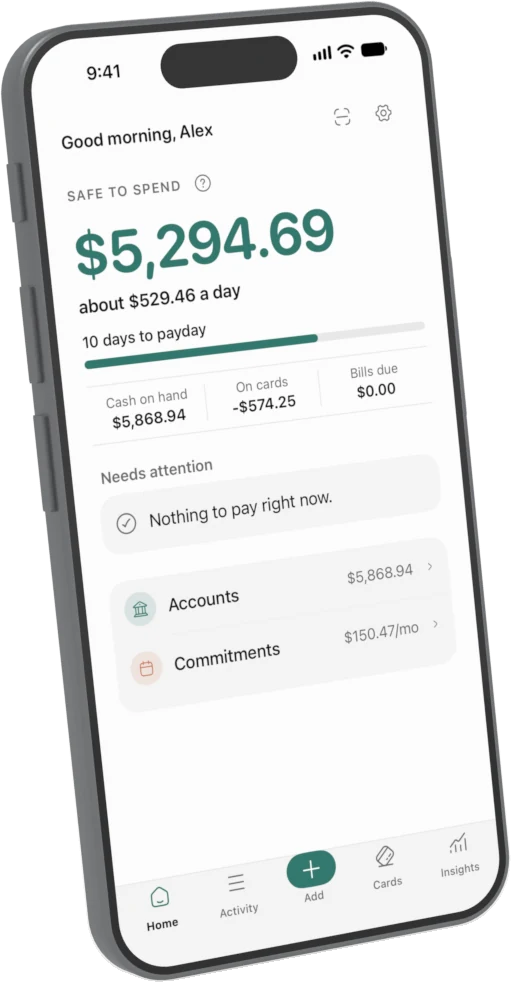 9:41
Good morning, Alex
SAFE TO SPEND ?
$5,294.69
about $529.46 a day
10 days to payday
Cash on hand
$5,868.94
On cards
-$574.25
Bills due
$0.00
Needs attention
Nothing to pay right now.
Accounts $5,868.94
Commitments $150.47/mo
Home
Activity
Add
Cards
Insights